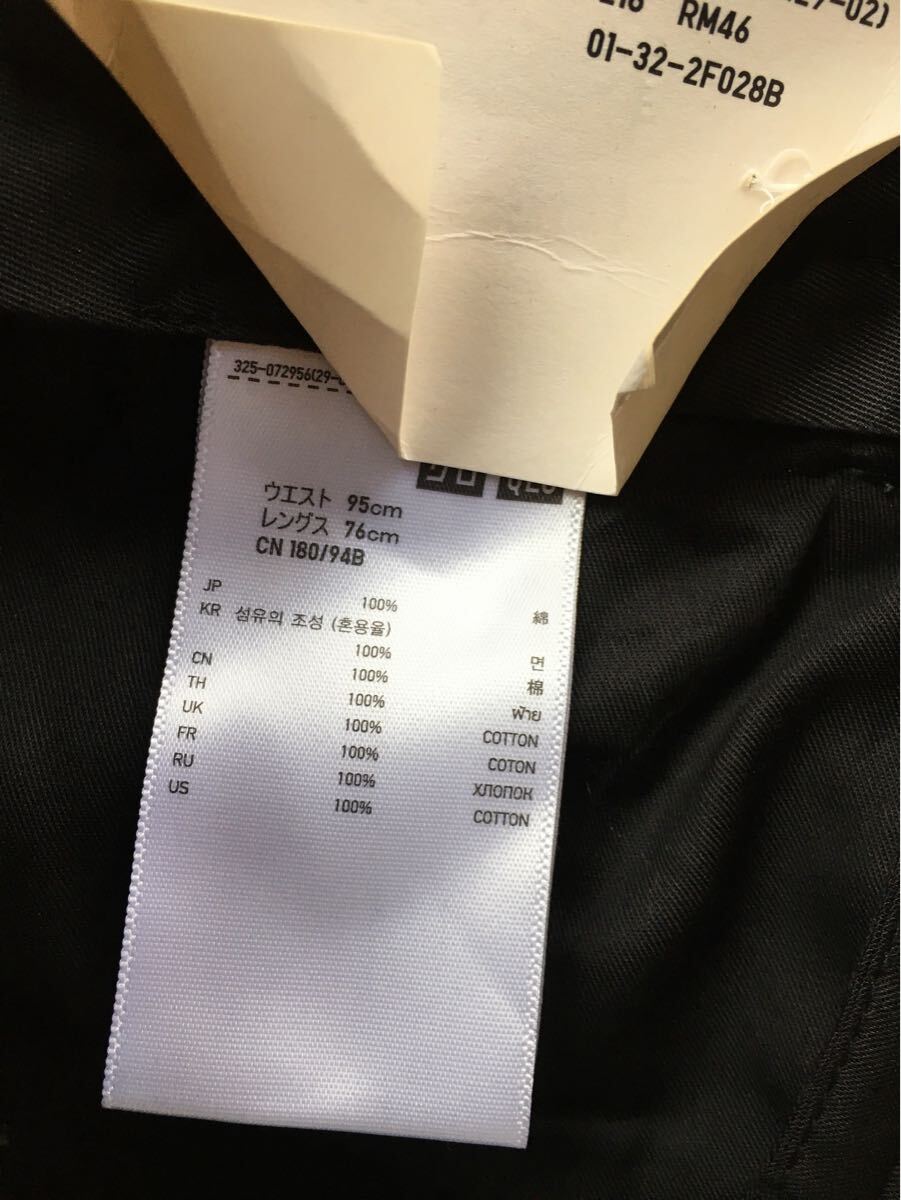 RM46
01-32-2F028B
325-072956(29-
ウエスト 95cm
レングス 76cm
CN 180/94B
JP 100% 綿
KR 섬유의 조성 (혼용율)
100% 면
CN 100% 棉
TH 100% ฝ้าย
UK 100% COTTON
FR 100% COTON
RU 100% ХЛОПОК
US 100% COTTON